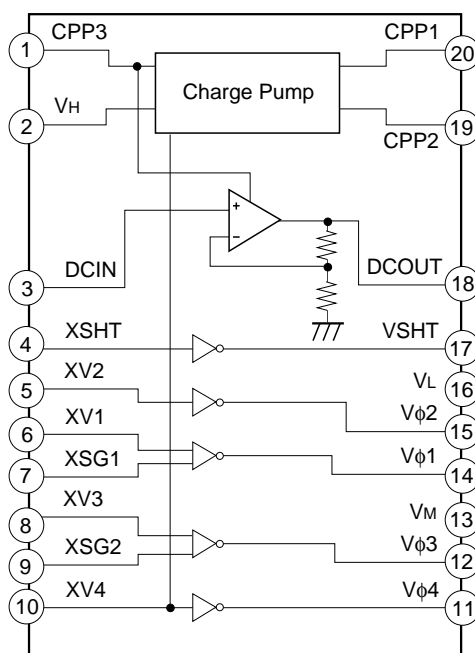 CPP3
CPP1
1
20
Charge Pump
VH
2
19
CPP2
+
−
DCIN
DCOUT
3
18
XSHT
VSHT
4
17
XV2
VL
5
16
XV1
Vϕ2
6
15
XSG1
Vϕ1
7
14
XV3
VM
8
13
XSG2
Vϕ3
9
12
XV4
Vϕ4
10
11